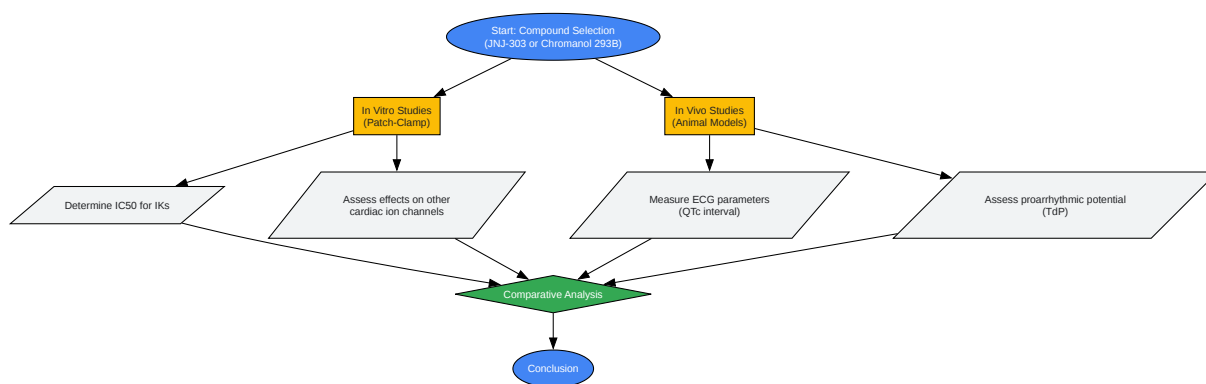 Start: Compound Selection
(JNJ-303 or Chromanol 293B)
In Vitro Studies
(Patch-Clamp)
In Vivo Studies
(Animal Models)
Determine IC50 for IKs
Assess effects on other
cardiac ion channels
Measure ECG parameters
(QTc interval)
Assess proarrhythmic potential
(TdP)
Comparative Analysis
Conclusion